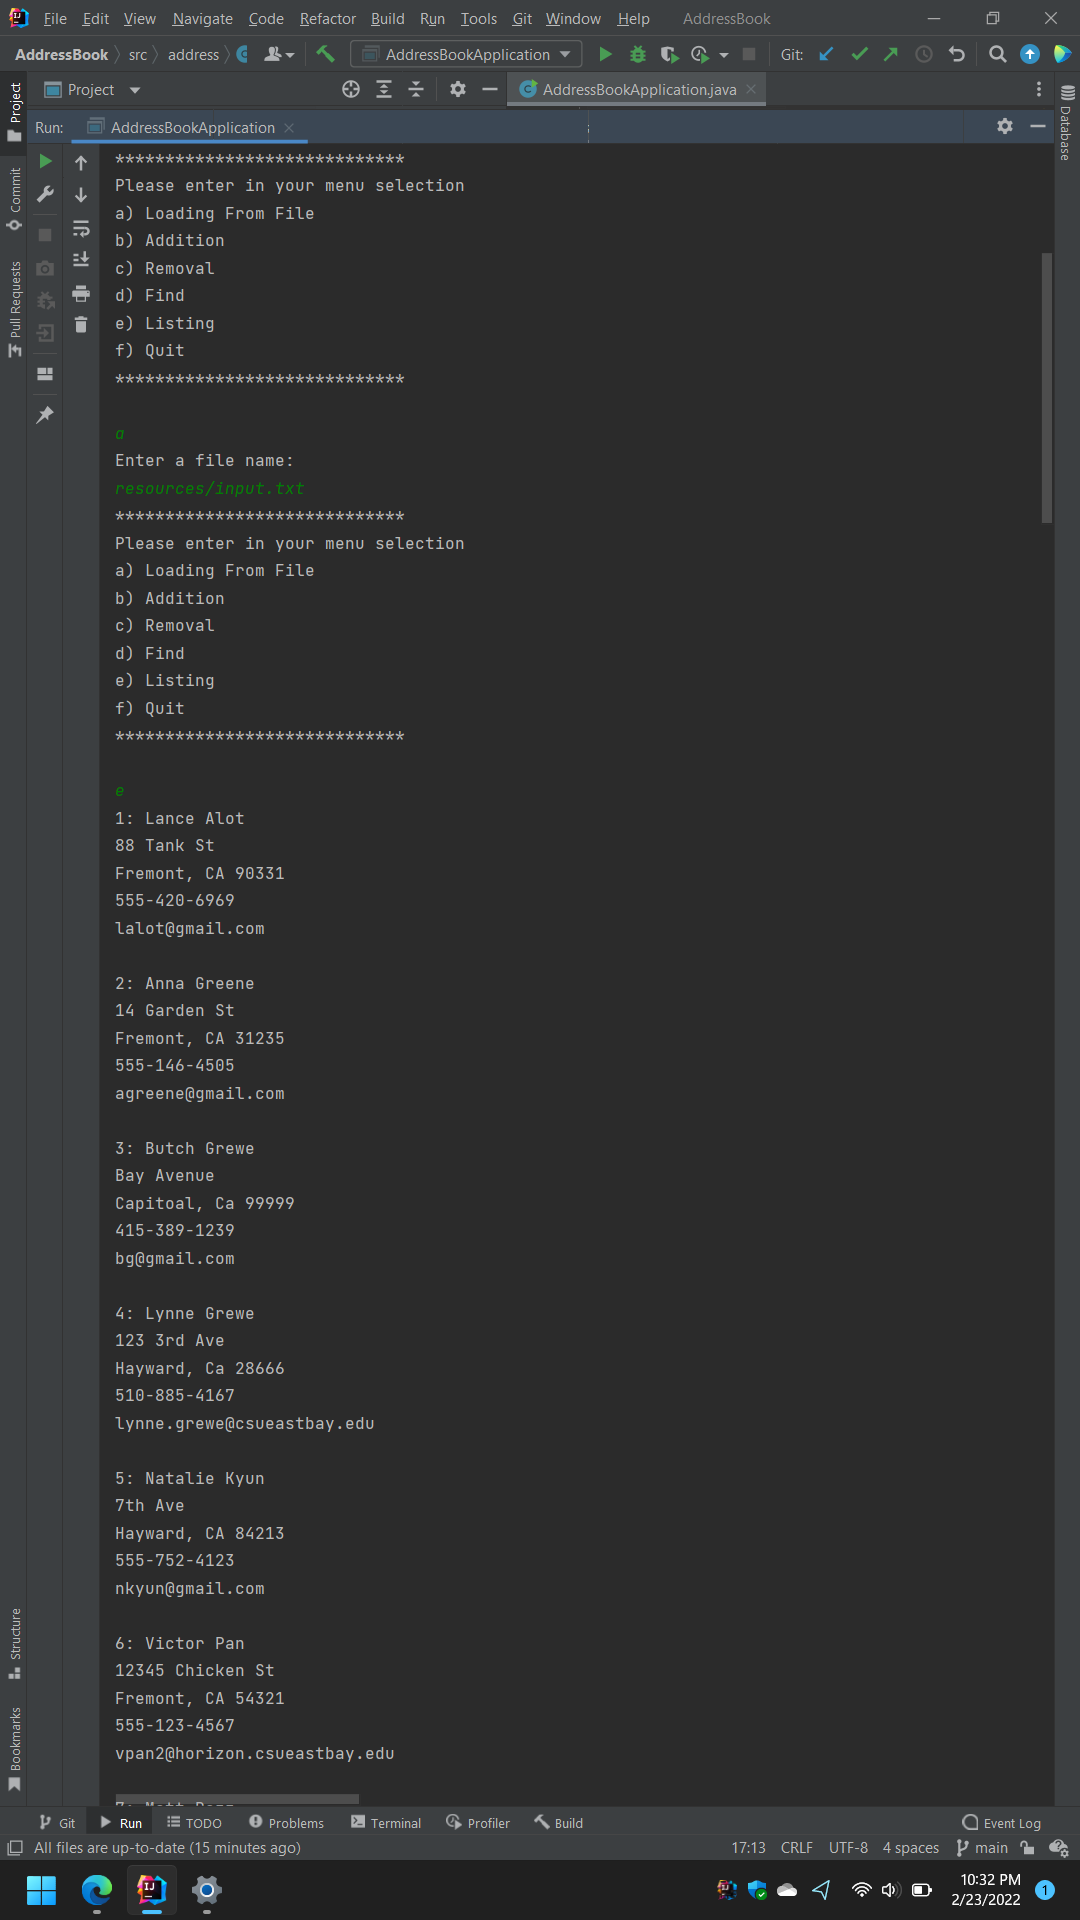 File Edit View Navigate Code Refactor Build Run Tools Git Window Help AddressBook
AddressBook src address AddressBookApplication Git:
Project AddressBookApplication.java
Run: AddressBookApplication
Project
Commit
Pull Requests
Structure
Bookmarks
Database
*****************************
Please enter in your menu selection
a) Loading From File
b) Addition
c) Removal
d) Find
e) Listing
f) Quit
*****************************
a
Enter a file name:
resources/input.txt
*****************************
Please enter in your menu selection
a) Loading From File
b) Addition
c) Removal
d) Find
e) Listing
f) Quit
*****************************
e
1: Lance Alot
88 Tank St
Fremont, CA 90331
555-420-6969
lalot@gmail.com
2: Anna Greene
14 Garden St
Fremont, CA 31235
555-146-4505
agreene@gmail.com
3: Butch Grewe
Bay Avenue
Capitoal, Ca 99999
415-389-1239
bg@gmail.com
4: Lynne Grewe
123 3rd Ave
Hayward, Ca 28666
510-885-4167
lynne.grewe@csueastbay.edu
5: Natalie Kyun
7th Ave
Hayward, CA 84213
555-752-4123
nkyun@gmail.com
6: Victor Pan
12345 Chicken St
Fremont, CA 54321
555-123-4567
vpan2@horizon.csueastbay.edu
Git Run TODO Problems Terminal Profiler Build Event Log
All files are up-to-date (15 minutes ago) 17:13 CRLF UTF-8 4 spaces main
10:32 PM
2/23/2022
1